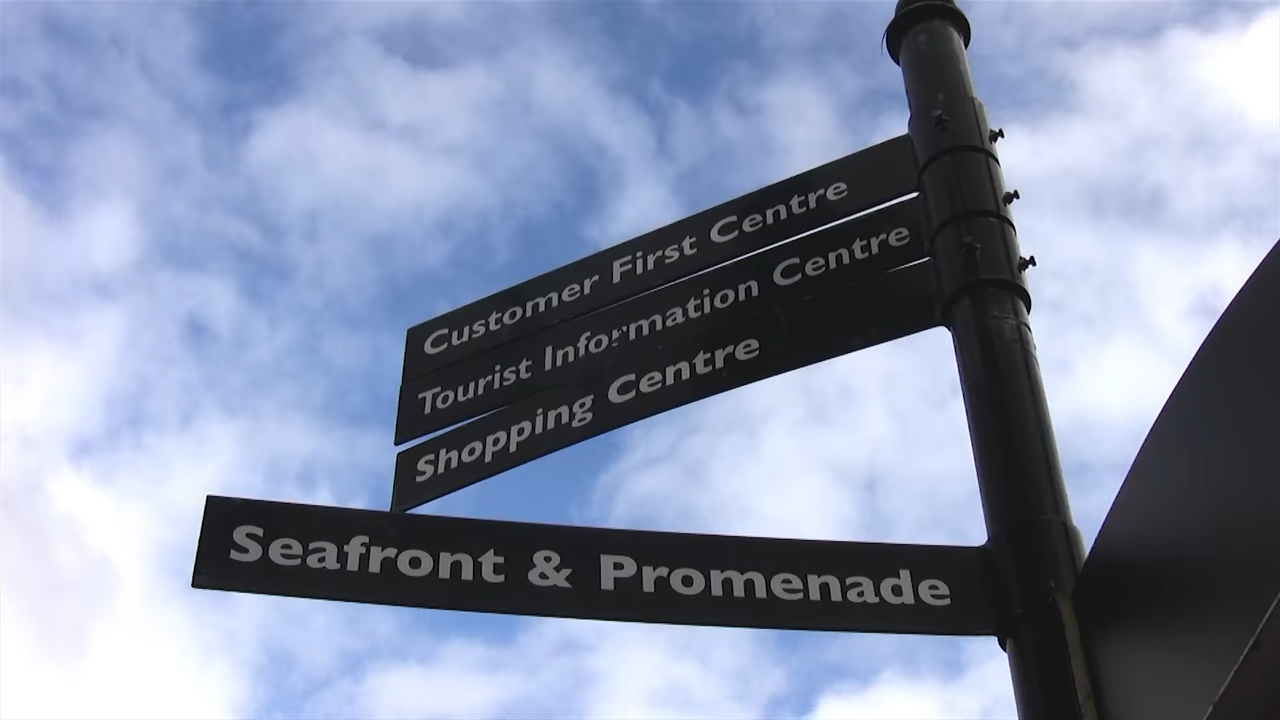 Customer First Centre
Tourist Information Centre
Shopping Centre
Seafront & Promenade